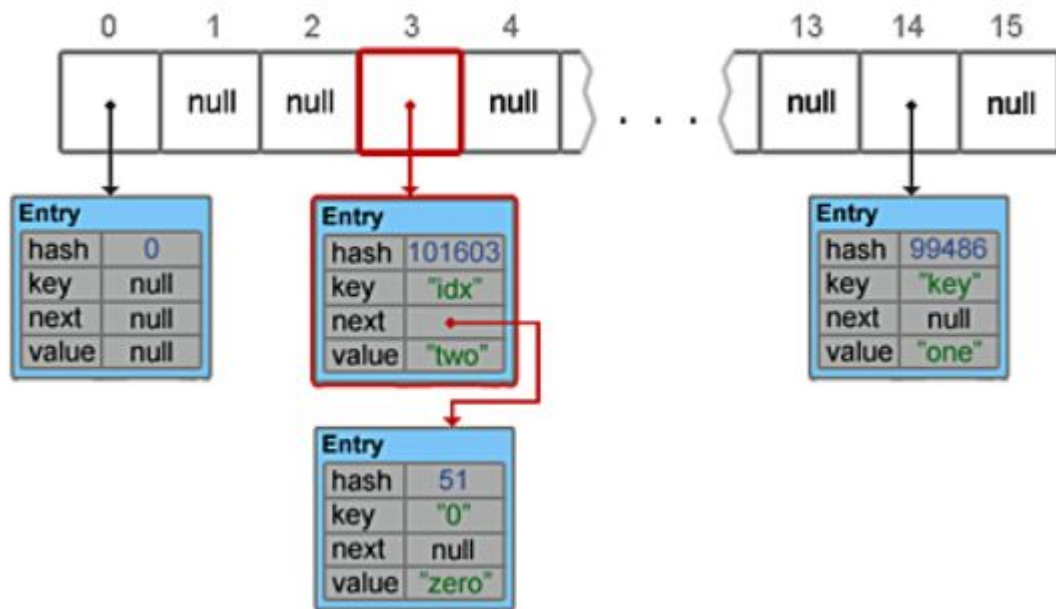 0 1 2 3 4 13 14 15
null null null null null
. . .
Entry
hash 0
key null
next null
value null
Entry
hash 101603
key "idx"
next
value "two"
Entry
hash 99486
key "key"
next null
value "one"
Entry
hash 51
key "0"
next null
value "zero"